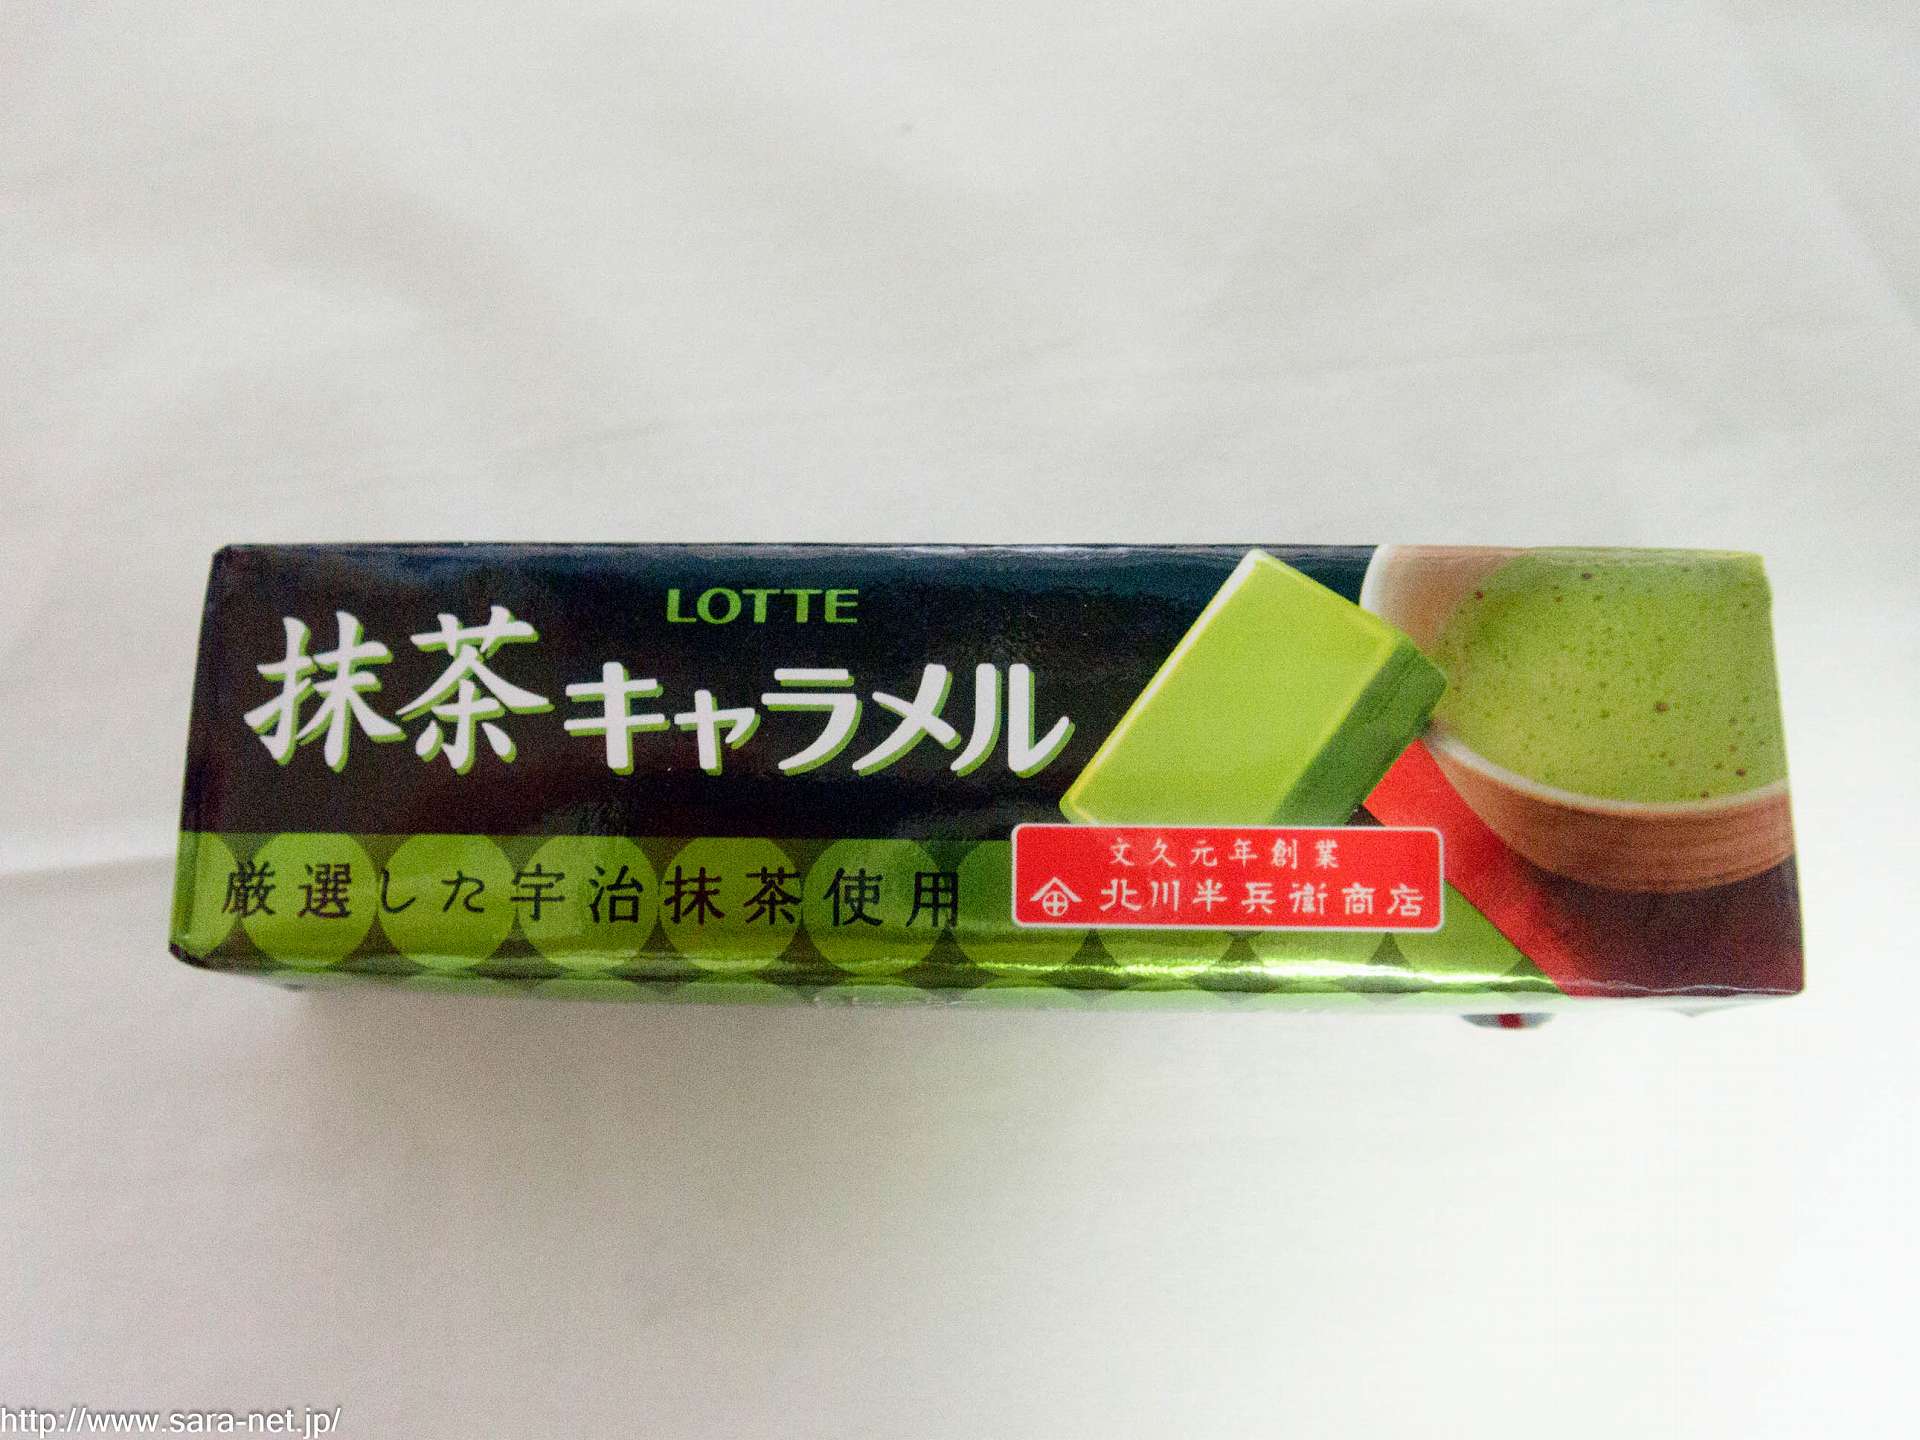 LOTTE
抹茶キャラメル
厳選した宇治抹茶使用
文久元年創業
北川半兵衛商店
http://www.sara-net.jp/